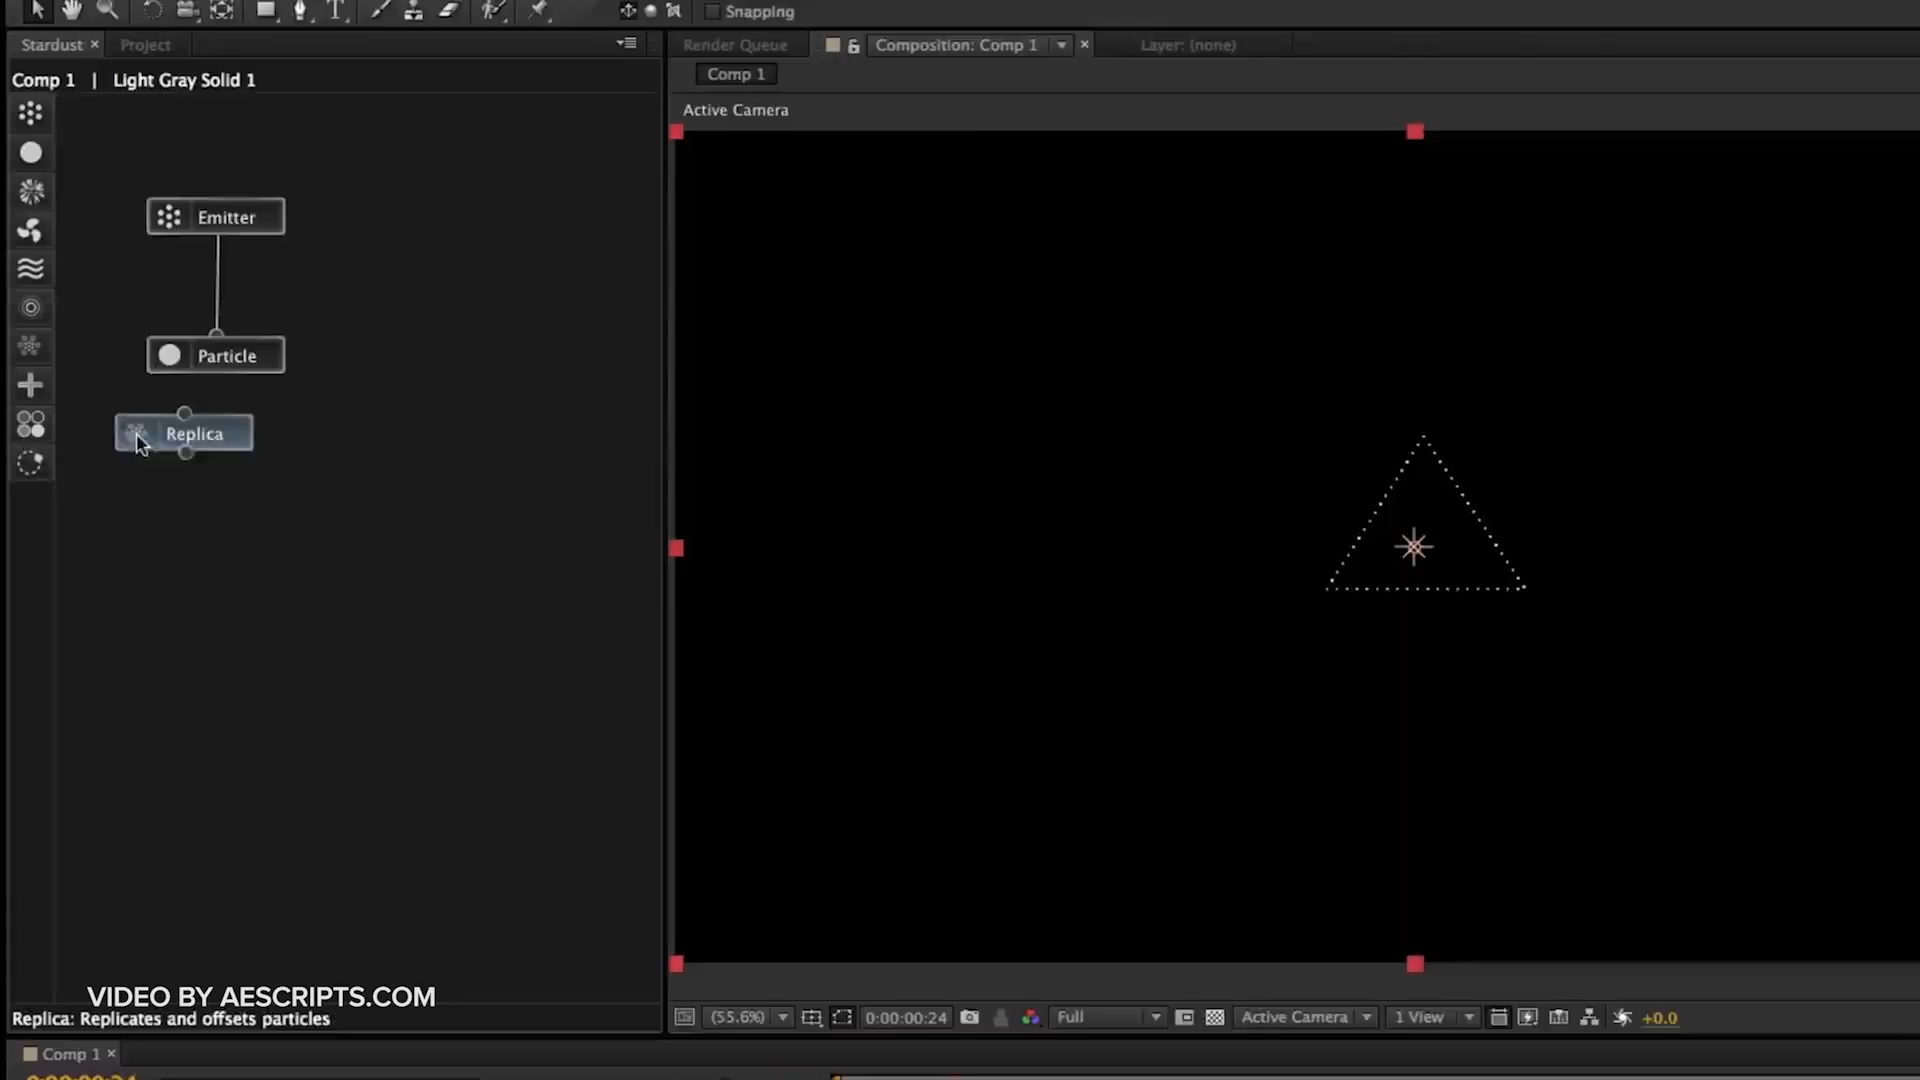 Snapping
Stardust
Project
Render Queue
Composition: Comp 1
Layer: (none)
Comp 1 | Light Gray Solid 1
Comp 1
Active Camera
Emitter
Particle
Replica
VIDEO BY AESCRIPTS.COM
Replica: Replicates and offsets particles
(55.6%)
0:00:00:24
Full
Active Camera
1 View
+0.0
Comp 1